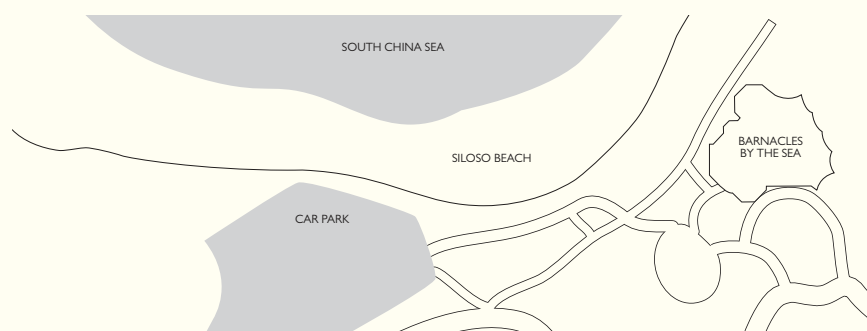 SOUTH CHINA SEA
SILOSO BEACH
BARNACLES
BY THE SEA
CAR PARK